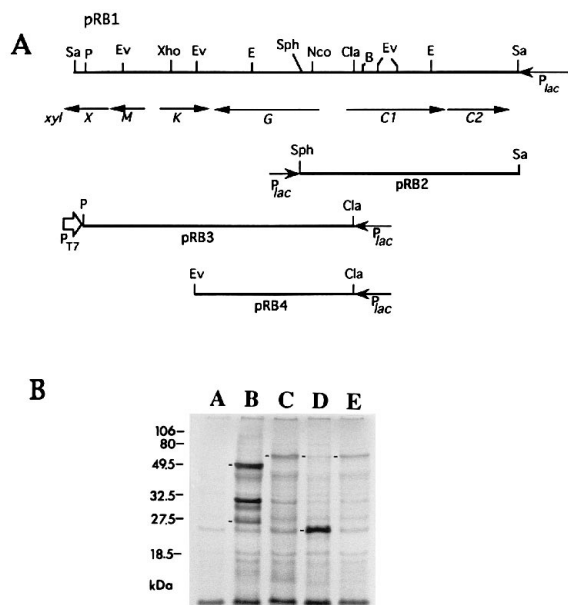 pRB1
A
Sa P Ev Xho Ev E Sph Nco Cla B Ev E Sa
Plac
xyl X M K G C1 C2
Sph Sa
Plac pRB2
P Cla
PT7 pRB3 Plac
Ev Cla
pRB4 Plac
B
A B C D E
106-
80-
49.5-
32.5-
27.5-
18.5-
kDa